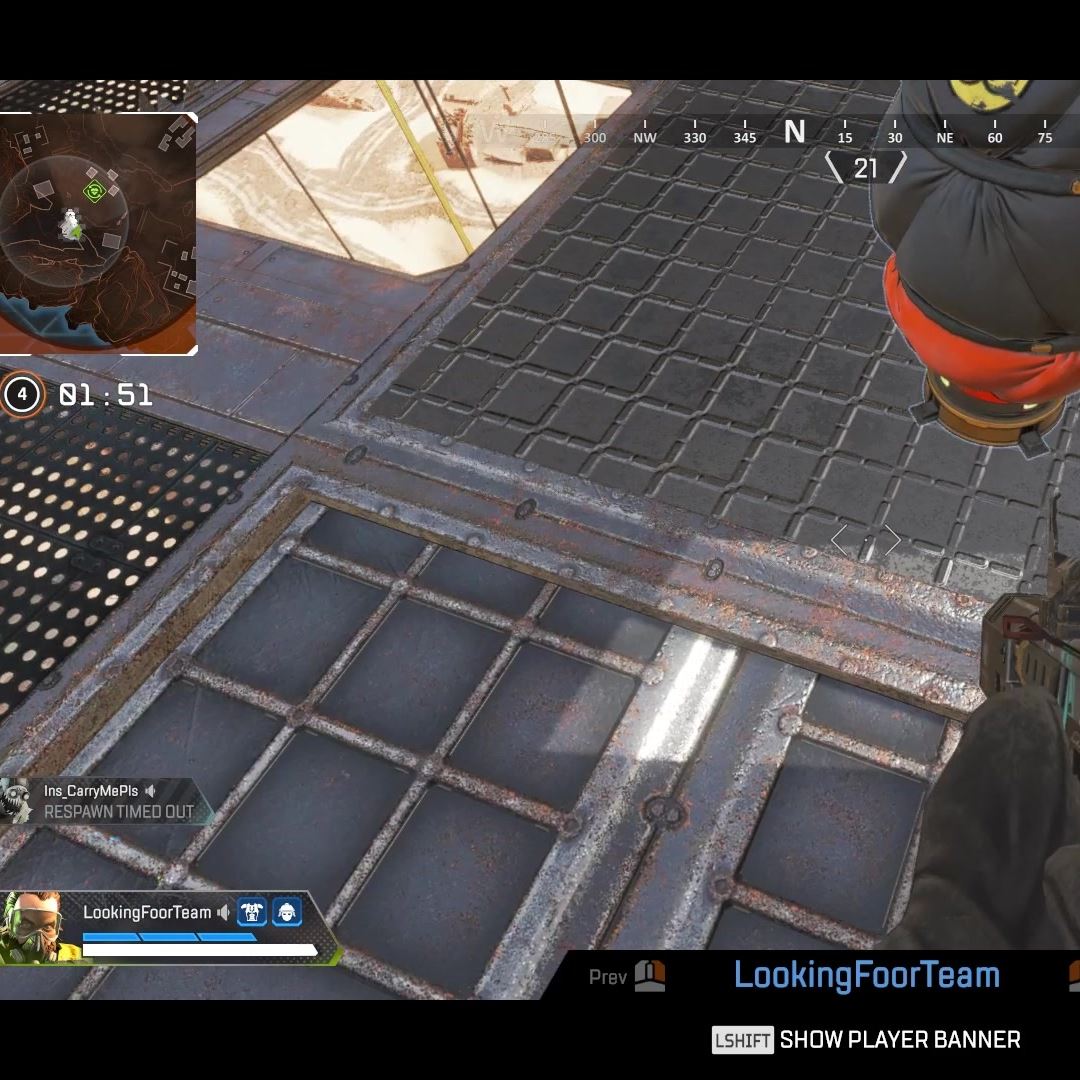 300 NW 330 345 N 15 30 NE 60 75
21
4 01:51
Ins_CarryMePls
RESPAWN TIMED OUT
LookingFoorTeam
Prev LookingFoorTeam
LSHIFT SHOW PLAYER BANNER